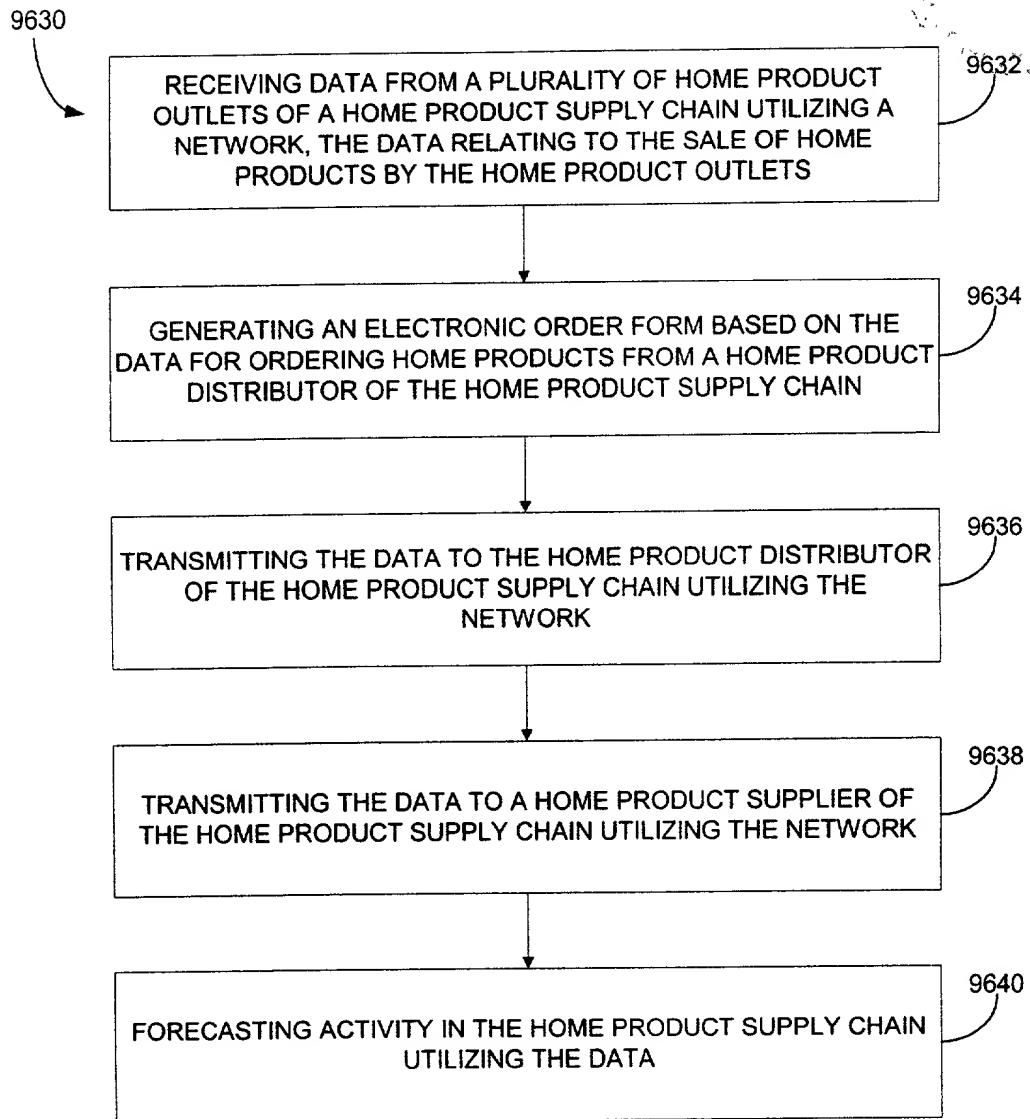 9630
9632
RECEIVING DATA FROM A PLURALITY OF HOME PRODUCT
OUTLETS OF A HOME PRODUCT SUPPLY CHAIN UTILIZING A
NETWORK, THE DATA RELATING TO THE SALE OF HOME
PRODUCTS BY THE HOME PRODUCT OUTLETS
9634
GENERATING AN ELECTRONIC ORDER FORM BASED ON THE
DATA FOR ORDERING HOME PRODUCTS FROM A HOME PRODUCT
DISTRIBUTOR OF THE HOME PRODUCT SUPPLY CHAIN
9636
TRANSMITTING THE DATA TO THE HOME PRODUCT DISTRIBUTOR
OF THE HOME PRODUCT SUPPLY CHAIN UTILIZING THE
NETWORK
9638
TRANSMITTING THE DATA TO A HOME PRODUCT SUPPLIER OF
THE HOME PRODUCT SUPPLY CHAIN UTILIZING THE NETWORK
9640
FORECASTING ACTIVITY IN THE HOME PRODUCT SUPPLY CHAIN
UTILIZING THE DATA